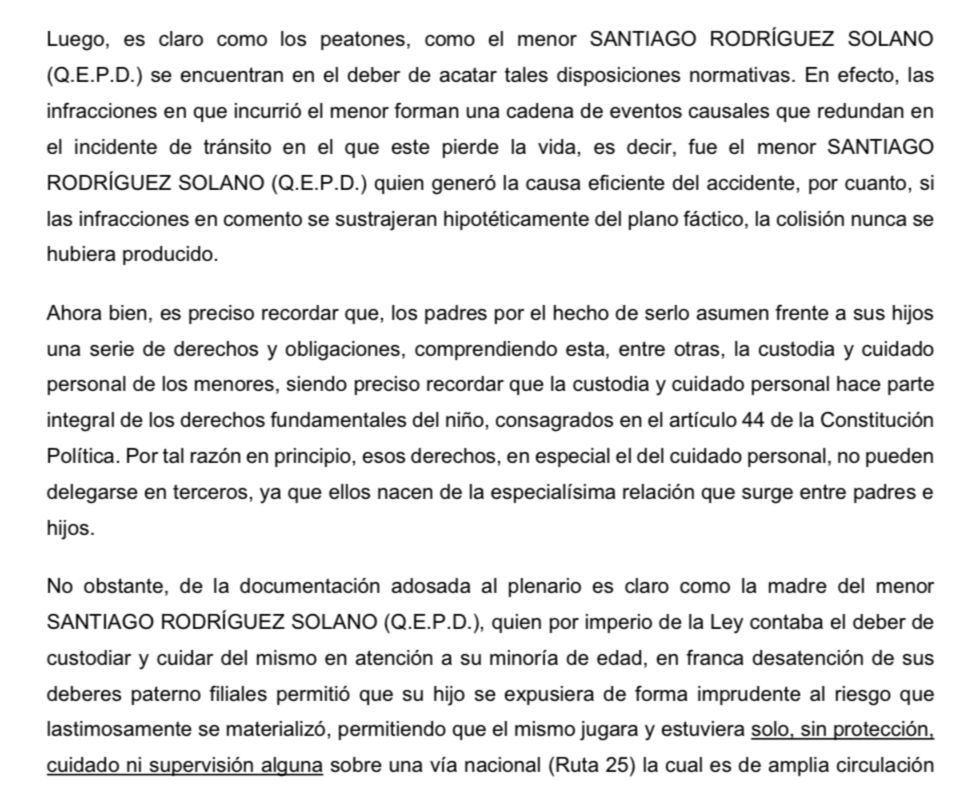 Luego, es claro como los peatones, como el menor SANTIAGO RODRÍGUEZ SOLANO
(Q.E.P.D.) se encuentran en el deber de acatar tales disposiciones normativas. En efecto, las
infracciones en que incurrió el menor forman una cadena de eventos causales que redundan en
el incidente de tránsito en el que este pierde la vida, es decir, fue el menor SANTIAGO
RODRÍGUEZ SOLANO (Q.E.P.D.) quien generó la causa eficiente del accidente, por cuanto, si
las infracciones en comento se sustrajeran hipotéticamente del plano fáctico, la colisión nunca se
hubiera producido.
Ahora bien, es preciso recordar que, los padres por el hecho de serlo asumen frente a sus hijos
una serie de derechos y obligaciones, comprendiendo esta, entre otras, la custodia y cuidado
personal de los menores, siendo preciso recordar que la custodia y cuidado personal hace parte
integral de los derechos fundamentales del niño, consagrados en el artículo 44 de la Constitución
Política. Por tal razón en principio, esos derechos, en especial el del cuidado personal, no pueden
delegarse en terceros, ya que ellos nacen de la especialísima relación que surge entre padres e
hijos.
No obstante, de la documentación adosada al plenario es claro como la madre del menor
SANTIAGO RODRÍGUEZ SOLANO (Q.E.P.D.), quien por imperio de la Ley contaba el deber de
custodiar y cuidar del mismo en atención a su minoría de edad, en franca desatención de sus
deberes paterno filiales permitió que su hijo se expusiera de forma imprudente al riesgo que
lastimosamente se materializó, permitiendo que el mismo jugara y estuviera solo, sin protección,
cuidado ni supervisión alguna sobre una vía nacional (Ruta 25) la cual es de amplia circulación